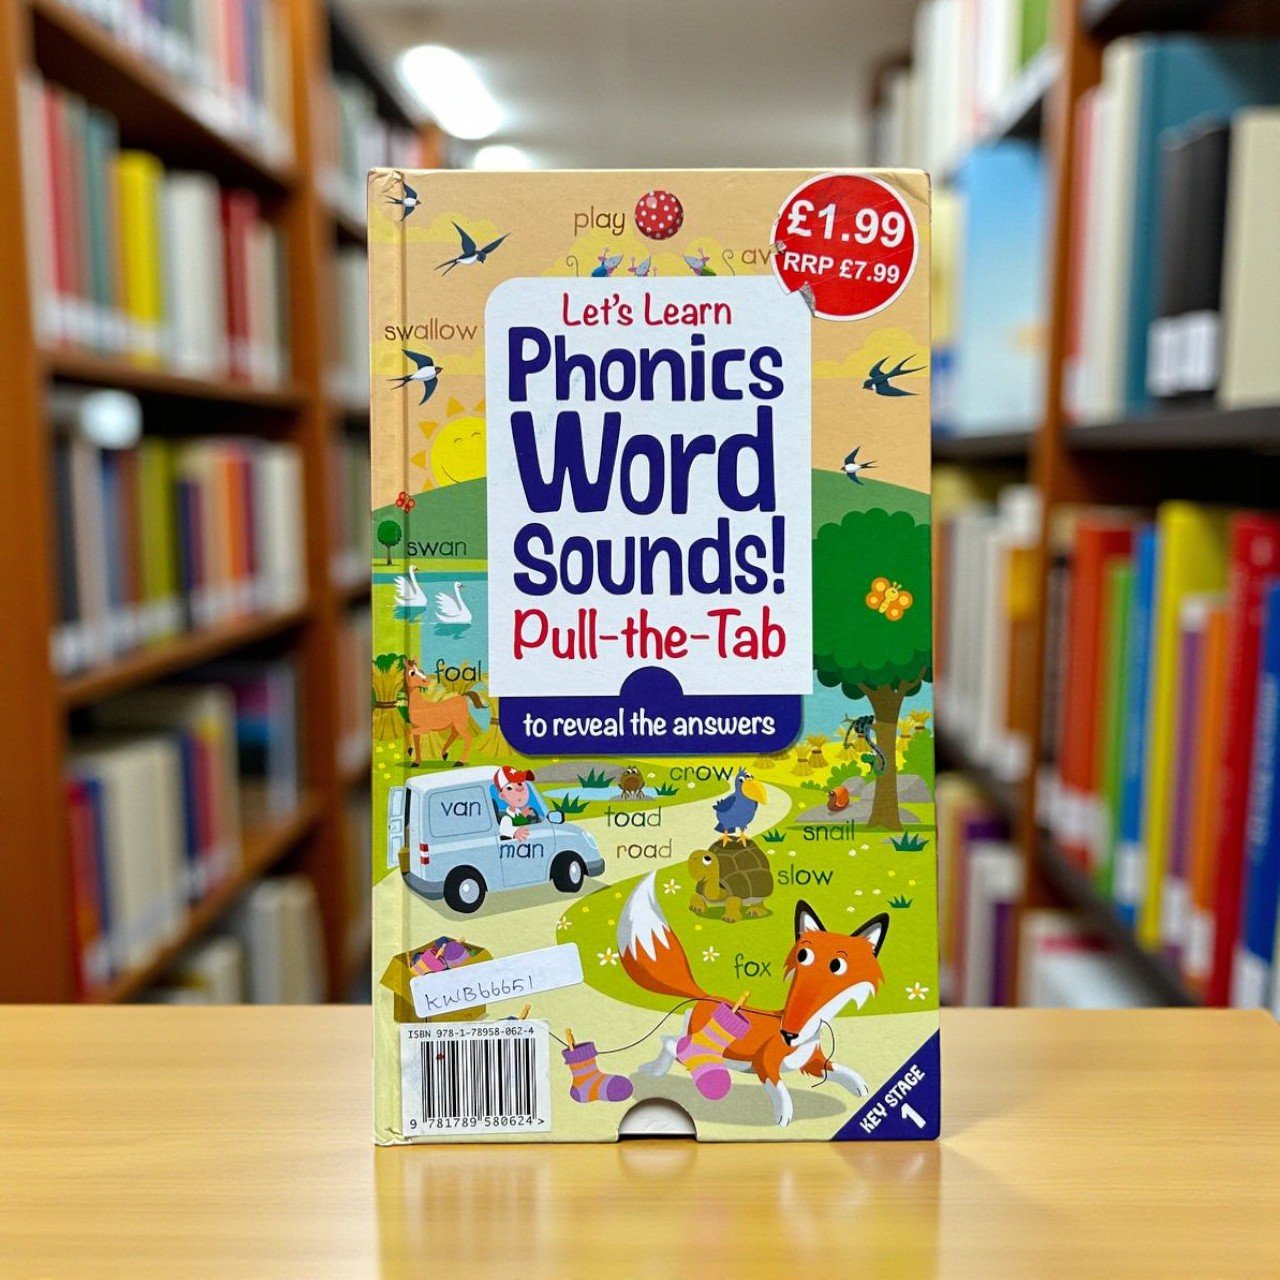 play
£1.99
RRP £7.99
Let's Learn
Phonics
Word
Sounds!
Pull-the-Tab
to reveal the answers
swallow
swan
foal
crow
van
toad
man
road
snail
slow
fox
KWB66651
ISBN 978-1-78958-062-4
9 781789 580624 >
KEY STAGE
1